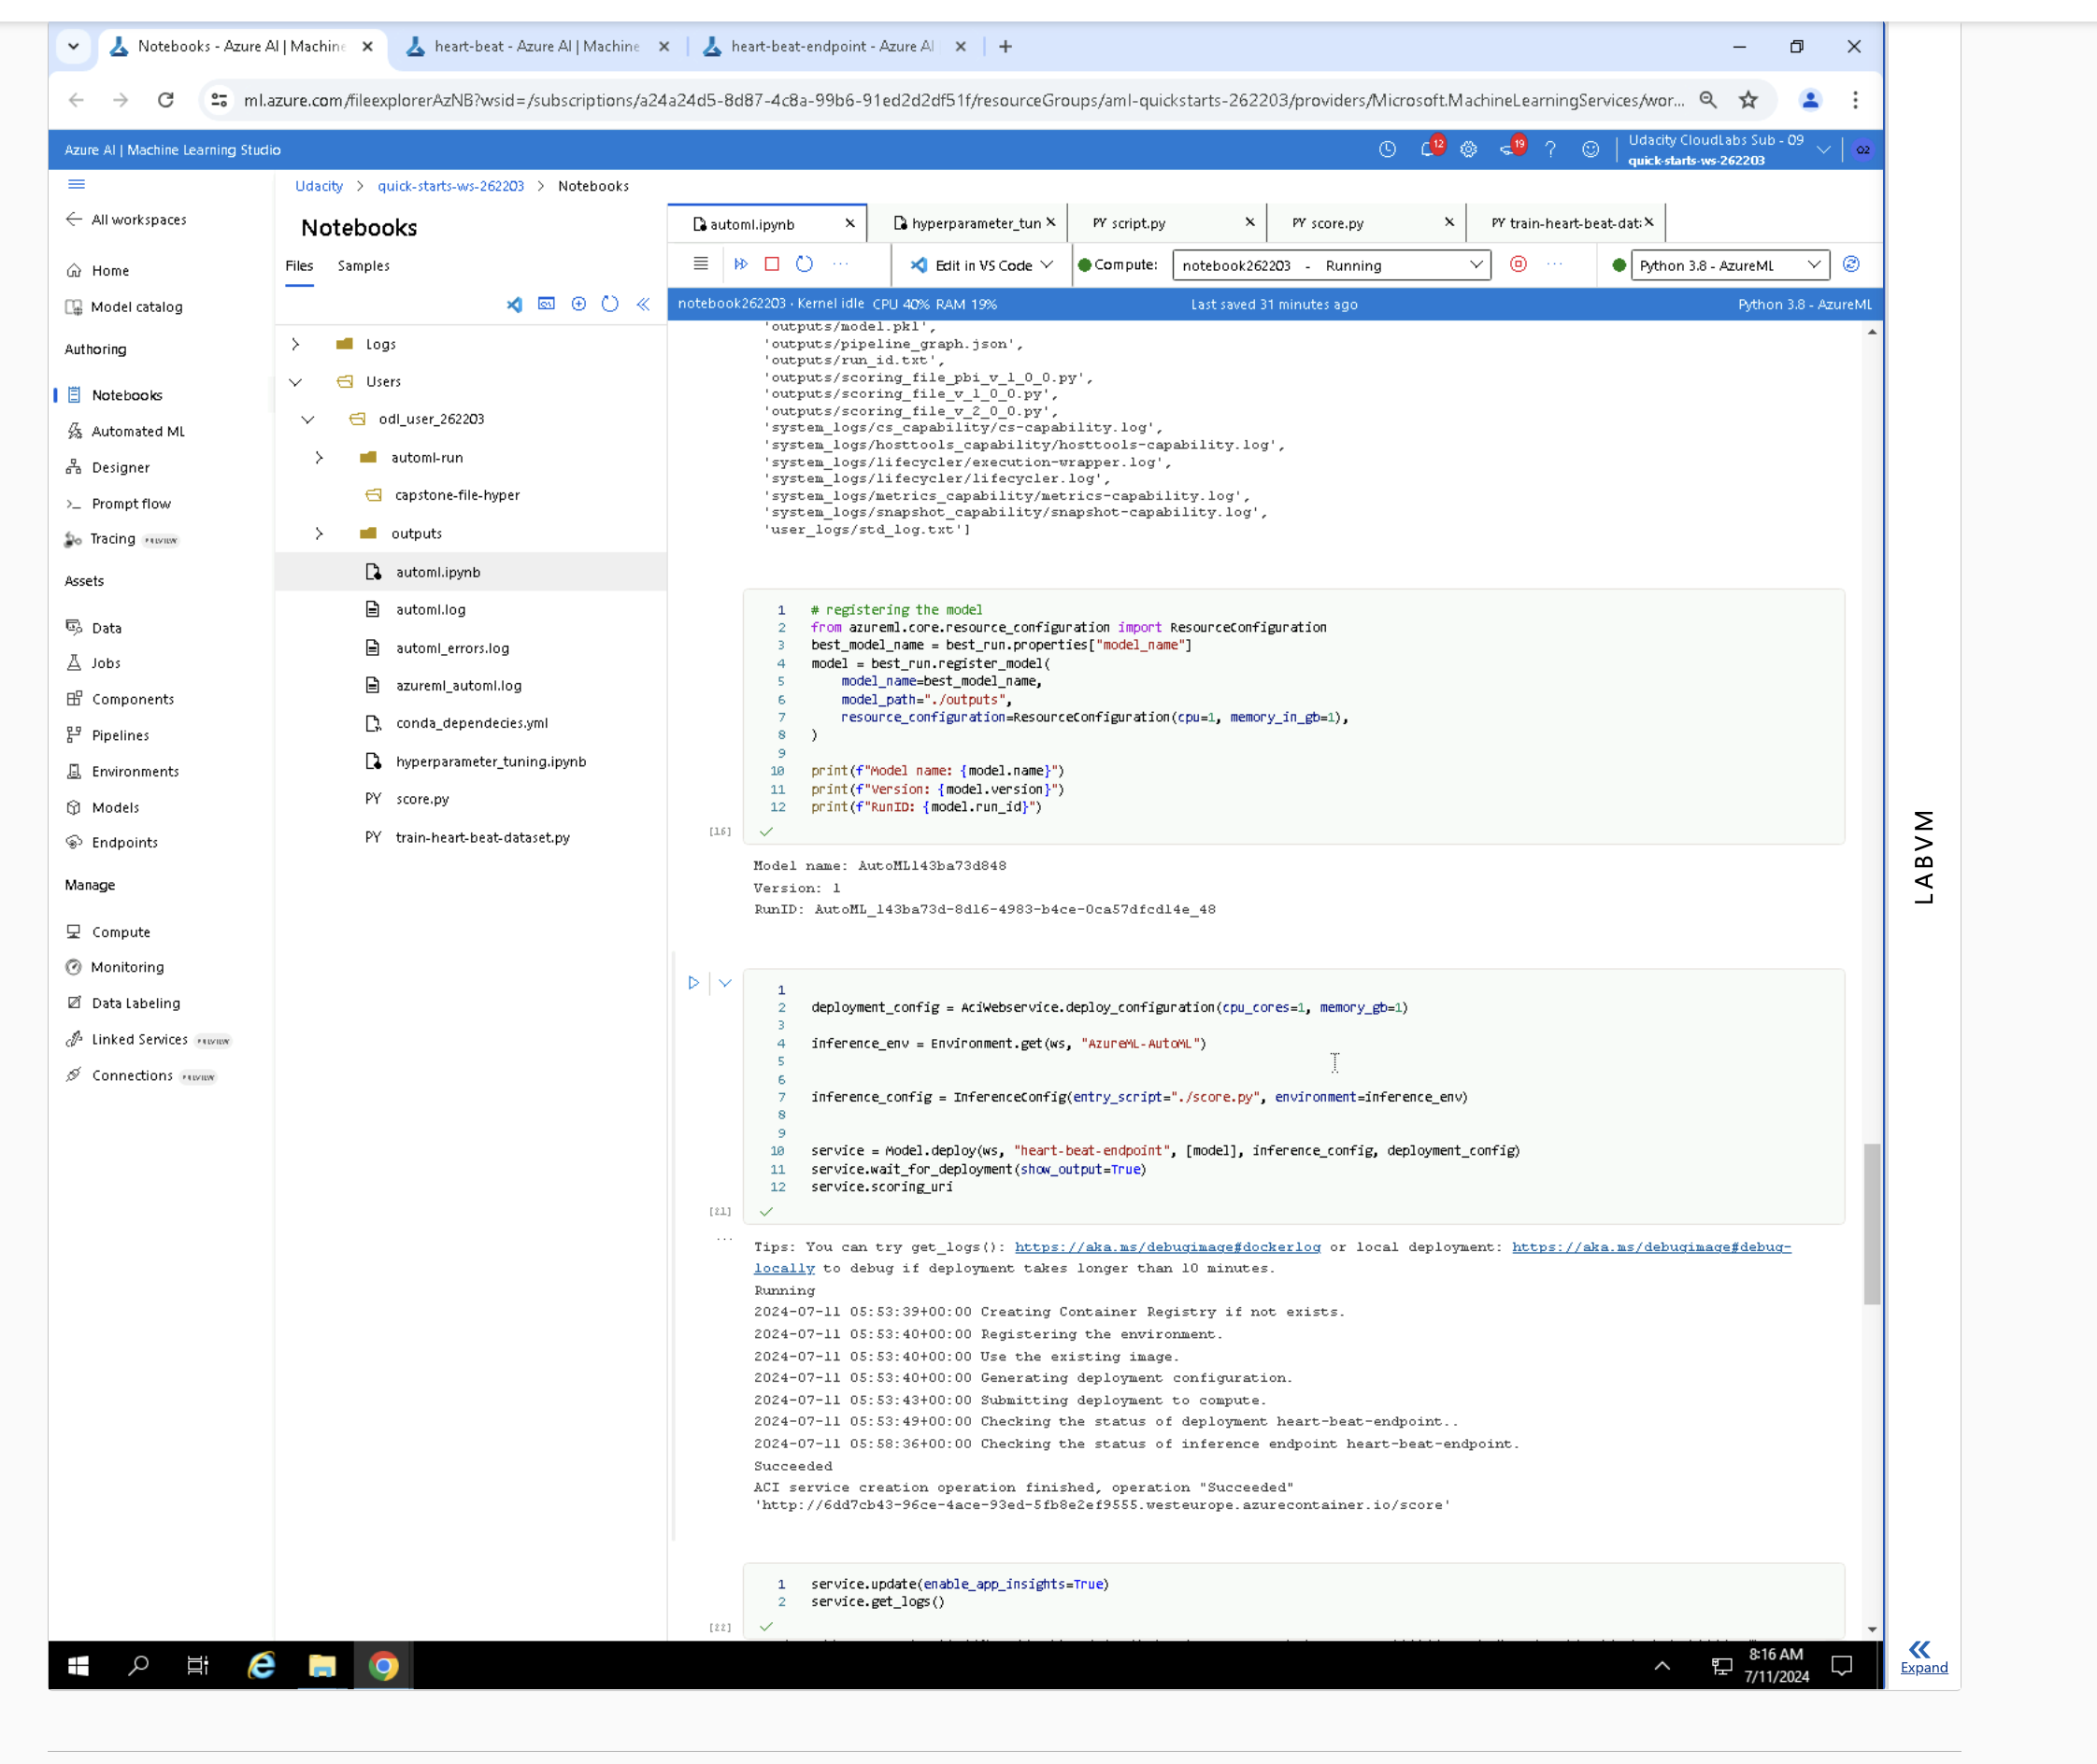 Notebooks - Azure AI | Machine
heart-beat - Azure AI | Machine
heart-beat-endpoint - Azure AI
ml.azure.com/fileexplorerAzNB?wsid=/subscriptions/a24a24d5-8d87-4c8a-99b6-91ed2d2df51f/resourceGroups/aml-quickstarts-262203/providers/Microsoft.MachineLearningServices/wor...
Azure AI | Machine Learning Studio
12
19
Udacity CloudLabs Sub - 09
quick-starts-ws-262203
O2
All workspaces
Home
Model catalog
Authoring
Notebooks
Automated ML
Designer
Prompt flow
Tracing PREVIEW
Assets
Data
Jobs
Components
Pipelines
Environments
Models
Endpoints
Manage
Compute
Monitoring
Data Labeling
Linked Services PREVIEW
Connections PREVIEW
Udacity > quick-starts-ws-262203 > Notebooks
Notebooks
Files Samples
Logs
Users
odl_user_262203
automl-run
capstone-file-hyper
outputs
automl.ipynb
automl.log
automl_errors.log
azureml_automl.log
conda_dependecies.yml
hyperparameter_tuning.ipynb
PY score.py
PY train-heart-beat-dataset.py
automl.ipynb
hyperparameter_tun
PY script.py
PY score.py
PY train-heart-beat-dat
Edit in VS Code
Compute:
notebook262203 - Running
Python 3.8 - AzureML
notebook262203 · Kernel idle CPU 40% RAM 19%
Last saved 31 minutes ago
Python 3.8 - AzureML
'outputs/model.pkl',
'outputs/pipeline_graph.json',
'outputs/run_id.txt',
'outputs/scoring_file_pbi_v_1_0_0.py',
'outputs/scoring_file_v_1_0_0.py',
'outputs/scoring_file_v_2_0_0.py',
'system_logs/cs_capability/cs-capability.log',
'system_logs/hosttools_capability/hosttools-capability.log',
'system_logs/lifecycler/execution-wrapper.log',
'system_logs/lifecycler/lifecycler.log',
'system_logs/metrics_capability/metrics-capability.log',
'system_logs/snapshot_capability/snapshot-capability.log',
'user_logs/std_log.txt']
1 # registering the model
2 from azureml.core.resource_configuration import ResourceConfiguration
3 best_model_name = best_run.properties["model_name"]
4 model = best_run.register_model(
5 model_name=best_model_name,
6 model_path="./outputs",
7 resource_configuration=ResourceConfiguration(cpu=1, memory_in_gb=1),
8 )
9
10 print(f"Model name: {model.name}")
11 print(f"Version: {model.version}")
12 print(f"RunID: {model.run_id}")
[16]
Model name: AutoML143ba73d848
Version: 1
RunID: AutoML_143ba73d-8d16-4983-b4ce-0ca57dfcd14e_48
1
2 deployment_config = AciWebservice.deploy_configuration(cpu_cores=1, memory_gb=1)
3
4 inference_env = Environment.get(ws, "AzureML-AutoML")
5
6
7 inference_config = InferenceConfig(entry_script="./score.py", environment=inference_env)
8
9
10 service = Model.deploy(ws, "heart-beat-endpoint", [model], inference_config, deployment_config)
11 service.wait_for_deployment(show_output=True)
12 service.scoring_uri
[21]
Tips: You can try get_logs(): https://aka.ms/debugimage#dockerlog or local deployment: https://aka.ms/debugimage#debug-
locally to debug if deployment takes longer than 10 minutes.
Running
2024-07-11 05:53:39+00:00 Creating Container Registry if not exists.
2024-07-11 05:53:40+00:00 Registering the environment.
2024-07-11 05:53:40+00:00 Use the existing image.
2024-07-11 05:53:40+00:00 Generating deployment configuration.
2024-07-11 05:53:43+00:00 Submitting deployment to compute.
2024-07-11 05:53:49+00:00 Checking the status of deployment heart-beat-endpoint..
2024-07-11 05:58:36+00:00 Checking the status of inference endpoint heart-beat-endpoint.
Succeeded
ACI service creation operation finished, operation "Succeeded"
'http://6dd7cb43-96ce-4ace-93ed-5fb8e2ef9555.westeurope.azurecontainer.io/score'
1 service.update(enable_app_insights=True)
2 service.get_logs()
[22]
8:16 AM
7/11/2024
LABVM
Expand